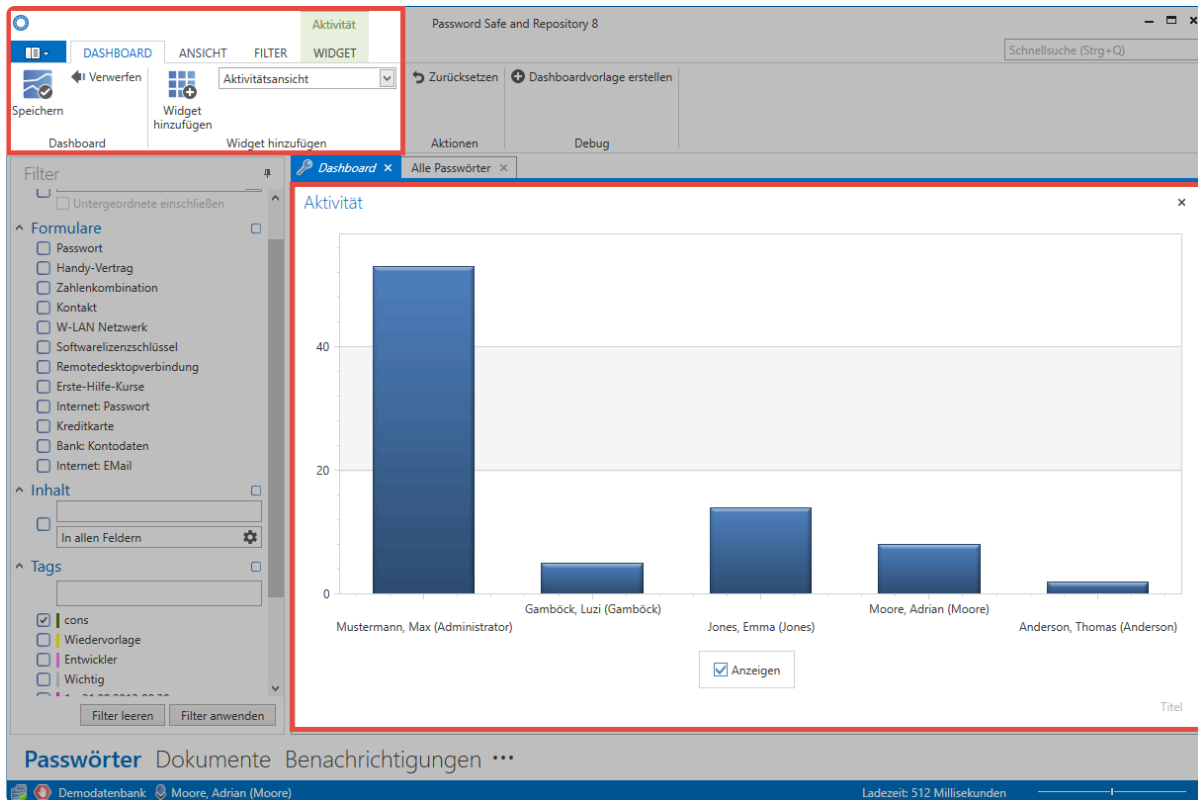 Aktivität
Password Safe and Repository 8
DASHBOARD ANSICHT FILTER WIDGET
Schnellsuche (Strg+Q)
Speichern
Verwerfen
Widget
hinzufügen
Aktivitätsansicht
Zurücksetzen
Dashboardvorlage erstellen
Dashboard
Widget hinzufügen
Aktionen
Debug
Filter
Dashboard
Alle Passwörter
Untergeordnete einschließen
Formulare
Passwort
Handy-Vertrag
Zahlenkombination
Kontakt
W-LAN Netzwerk
Softwarelizenzschlüssel
Remotedesktopverbindung
Erste-Hilfe-Kurse
Internet: Passwort
Kreditkarte
Bank: Kontodaten
Internet: EMail
Inhalt
In allen Feldern
Tags
cons
Wiedervorlage
Entwickler
Wichtig
Filter leeren
Filter anwenden
Aktivität
40
20
0
Gamböck, Luzi (Gamböck)
Moore, Adrian (Moore)
Mustermann, Max (Administrator)
Jones, Emma (Jones)
Anderson, Thomas (Anderson)
Anzeigen
Titel
Passwörter Dokumente Benachrichtigungen •••
Demodatenbank
Moore, Adrian (Moore)
Ladezeit: 512 Millisekunden